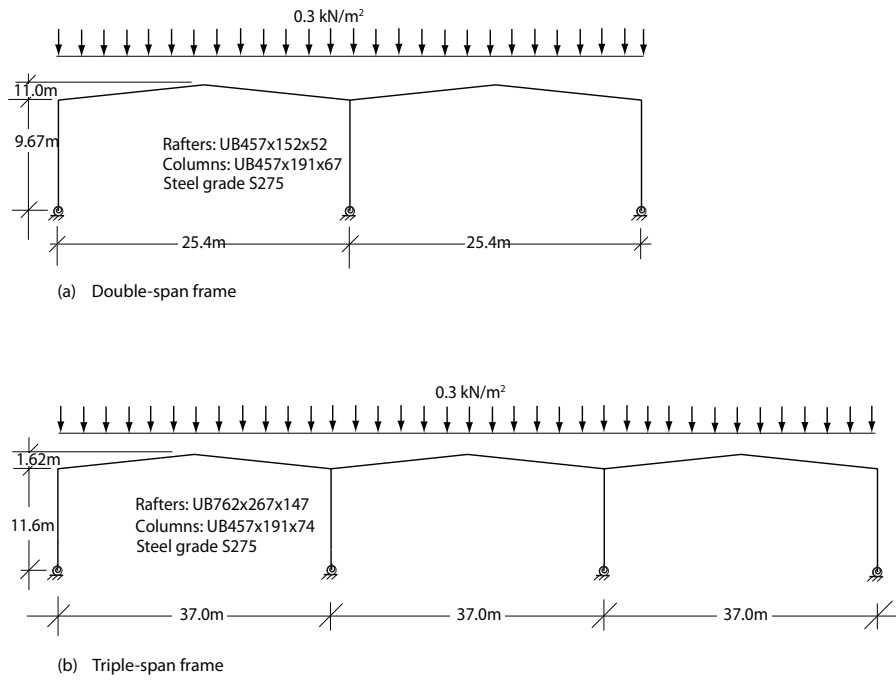 0.3 kN/m²
11.0m
9.67m
Rafters: UB457x152x52
Columns: UB457x191x67
Steel grade S275
25.4m 25.4m
(a) Double-span frame
0.3 kN/m²
1.62m
Rafters: UB762x267x147
11.6m
Columns: UB457x191x74
Steel grade S275
37.0m 37.0m 37.0m
(b) Triple-span frame